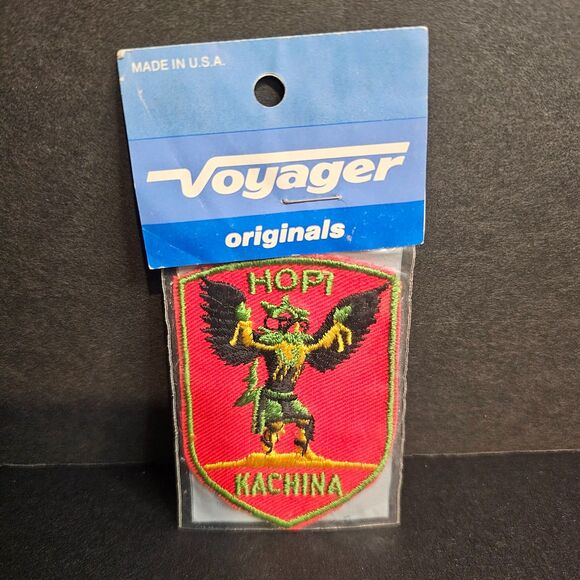 MADE IN U.S.A.
Voyager
originals
HOPI
KACHINA